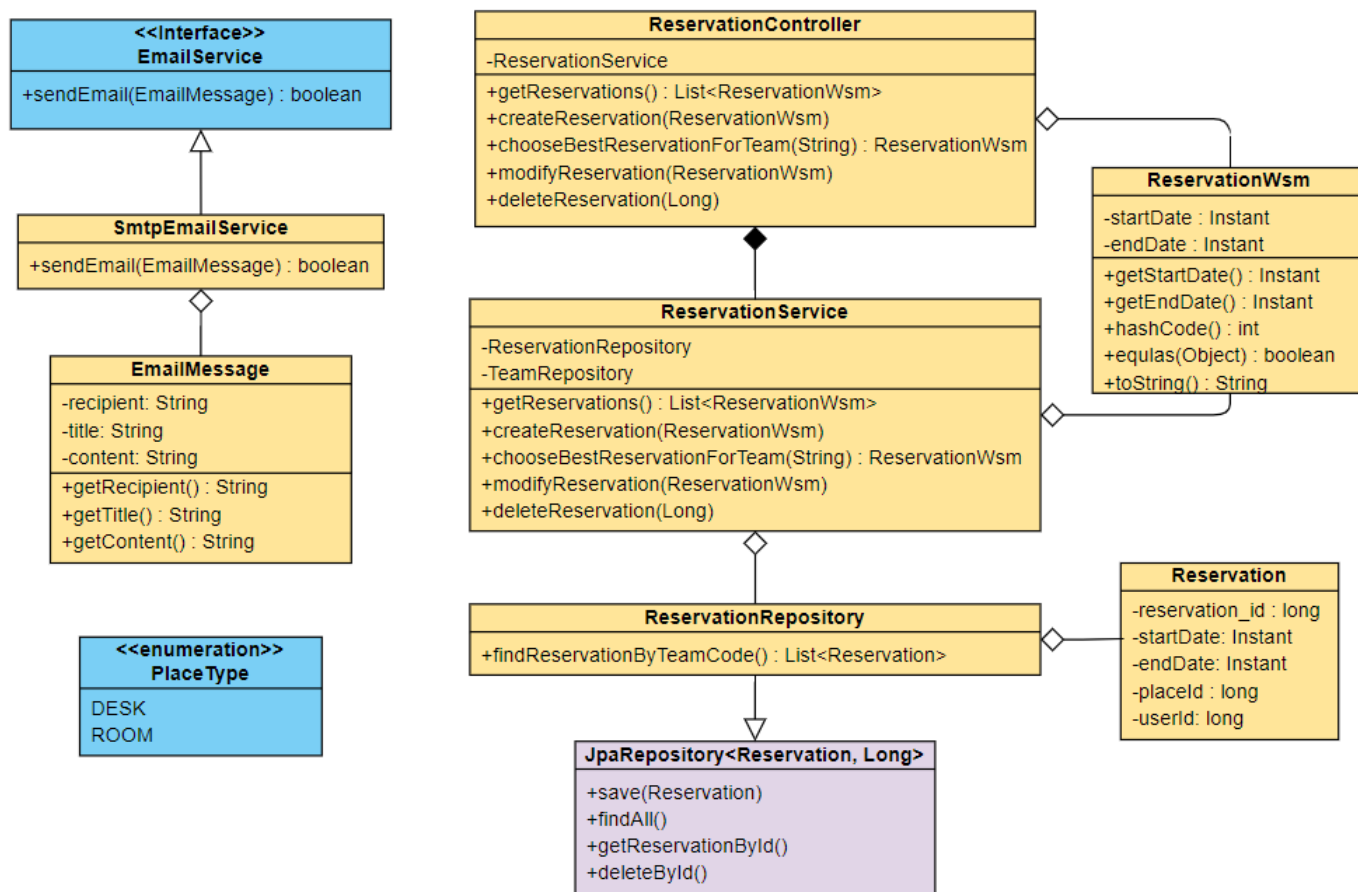 <<Interface>>
EmailService
+sendEmail(EmailMessage) : boolean
SmtpEmailService
+sendEmail(EmailMessage) : boolean
EmailMessage
-recipient: String
-title: String
-content: String
+getRecipient() : String
+getTitle() : String
+getContent() : String
<<enumeration>>
PlaceType
DESK
ROOM
ReservationController
-ReservationService
+getReservations() : List<ReservationWsm>
+createReservation(ReservationWsm)
+chooseBestReservationForTeam(String) : ReservationWsm
+modifyReservation(ReservationWsm)
+deleteReservation(Long)
ReservationWsm
-startDate : Instant
-endDate : Instant
+getStartDate() : Instant
+getEndDate() : Instant
+hashCode() : int
+equlas(Object) : boolean
+toString() : String
ReservationService
-ReservationRepository
-TeamRepository
+getReservations() : List<ReservationWsm>
+createReservation(ReservationWsm)
+chooseBestReservationForTeam(String) : ReservationWsm
+modifyReservation(ReservationWsm)
+deleteReservation(Long)
ReservationRepository
+findReservationByTeamCode() : List<Reservation>
Reservation
-reservation_id : long
-startDate: Instant
-endDate: Instant
-placeId : long
-userId: long
JpaRepository<Reservation, Long>
+save(Reservation)
+findAll()
+getReservationById()
+deleteById()